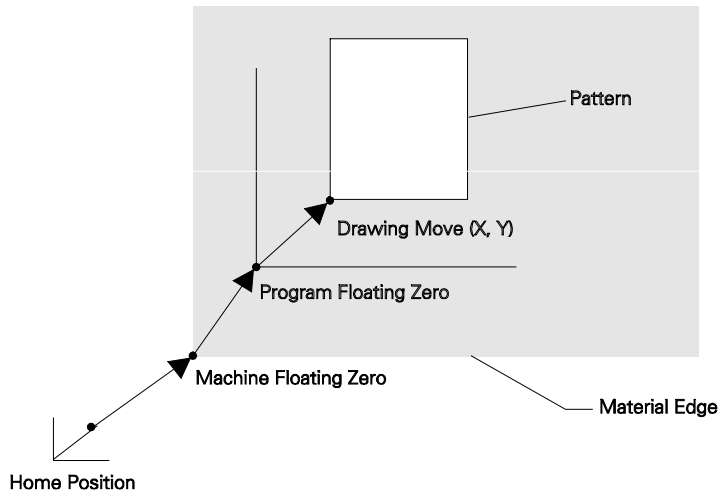 Pattern
Drawing Move (X, Y)
Program Floating Zero
Machine Floating Zero
Material Edge
Home Position